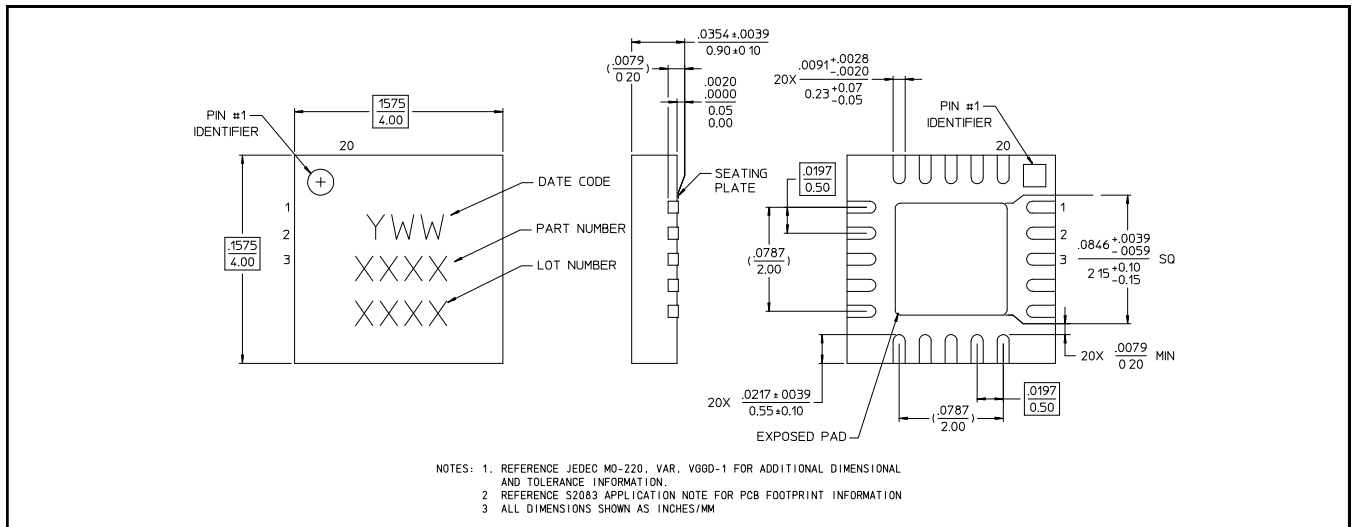 .0354±.0039
0.90±0 10
(.0079
0 20)
.0020
.0000
0.05
0.00
20X .0091+.0028
-.0020
0.23+0.07
-0.05
PIN #1
IDENTIFIER
.1575
4.00
PIN #1
IDENTIFIER
20
20
DATE CODE
SEATING
PLATE
.0197
0.50
1
2
3
YWW
PART NUMBER
XXXX
LOT NUMBER
XXXX
.1575
4.00
(.0787
2.00)
1
2
3
.0846+.0039
-.0059 SQ
2 15+0.10
-0.15
20X .0079 MIN
0 20
20X .0217±0039
0.55±0.10
(.0787
2.00)
.0197
0.50
EXPOSED PAD
NOTES: 1. REFERENCE JEDEC MO-220, VAR. VGGD-1 FOR ADDITIONAL DIMENSIONAL
AND TOLERANCE INFORMATION.
2 REFERENCE S2083 APPLICATION NOTE FOR PCB FOOTPRINT INFORMATION
3 ALL DIMENSIONS SHOWN AS INCHES/MM